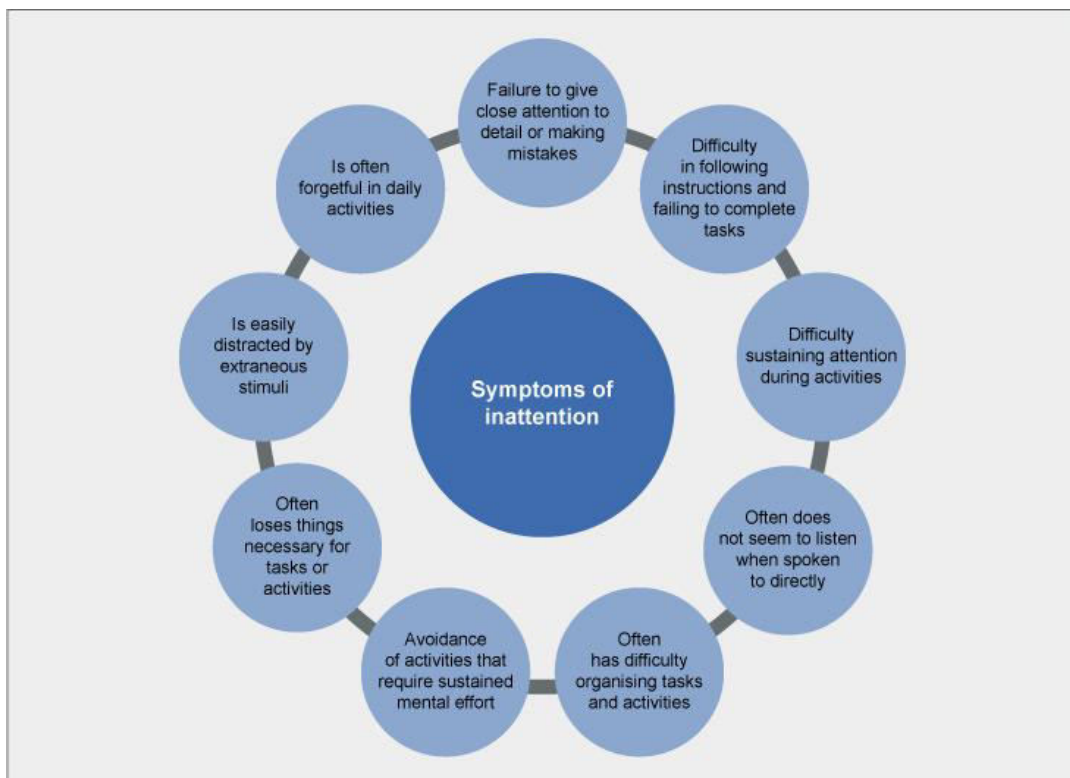 Failure to give
close attention to
detail or making
mistakes
Difficulty
in following
instructions and
failing to complete
tasks
Difficulty
sustaining attention
during activities
Often does
not seem to listen
when spoken
to directly
Often
has difficulty
organising tasks
and activities
Avoidance
of activities that
require sustained
mental effort
Often
loses things
necessary for
tasks or
activities
Is easily
distracted by
extraneous
stimuli
Is often
forgetful in daily
activities
Symptoms of
inattention